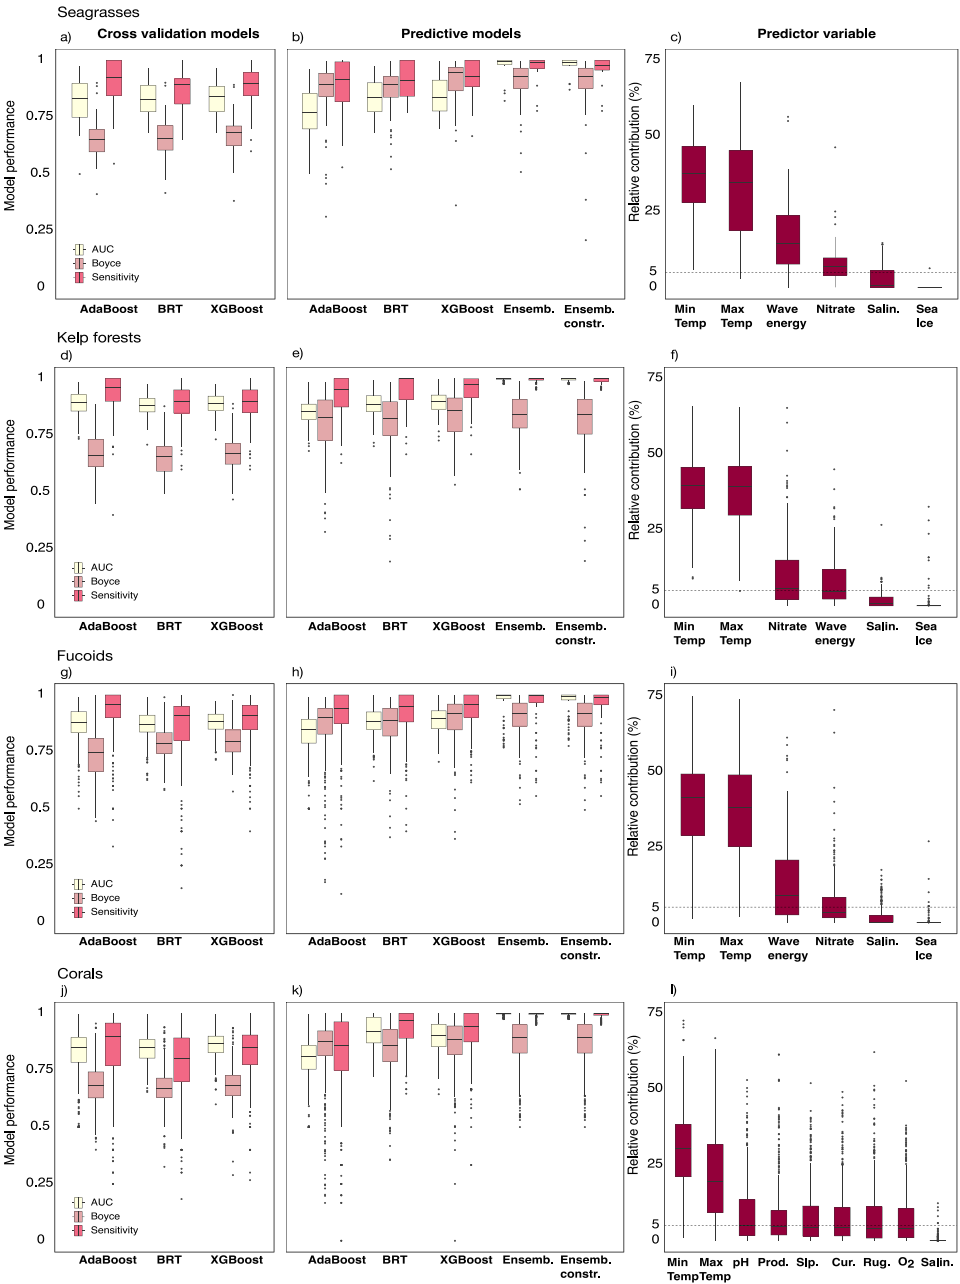 Seagrasses
a) Cross validation models b) Predictive models c) Predictor variable
Model performance
1
0.75
0.5
0.25
0
AUC
Boyce
Sensitivity
AdaBoost BRT XGBoost
AdaBoost BRT XGBoost Ensemb. Ensemb. constr.
Relative contribution (%)
75
50
25
5
0
Min Temp Max Temp Wave energy Nitrate Salin. Sea Ice
Kelp forests
d) e) f)
Model performance
1
0.75
0.5
0.25
0
AUC
Boyce
Sensitivity
AdaBoost BRT XGBoost
AdaBoost BRT XGBoost Ensemb. Ensemb. constr.
Relative contribution (%)
75
50
25
5
0
Min Temp Max Temp Nitrate Wave energy Salin. Sea Ice
Fucoids
g) h) i)
Model performance
1
0.75
0.5
0.25
0
AUC
Boyce
Sensitivity
AdaBoost BRT XGBoost
AdaBoost BRT XGBoost Ensemb. Ensemb. constr.
Relative contribution (%)
75
50
25
5
0
Min Temp Max Temp Wave energy Nitrate Salin. Sea Ice
Corals
j) k) l)
Model performance
1
0.75
0.5
0.25
0
AUC
Boyce
Sensitivity
AdaBoost BRT XGBoost
AdaBoost BRT XGBoost Ensemb. Ensemb. constr.
Relative contribution (%)
75
50
25
5
0
Min Temp Max Temp pH Prod. Slp. Cur. Rug. O2 Salin.